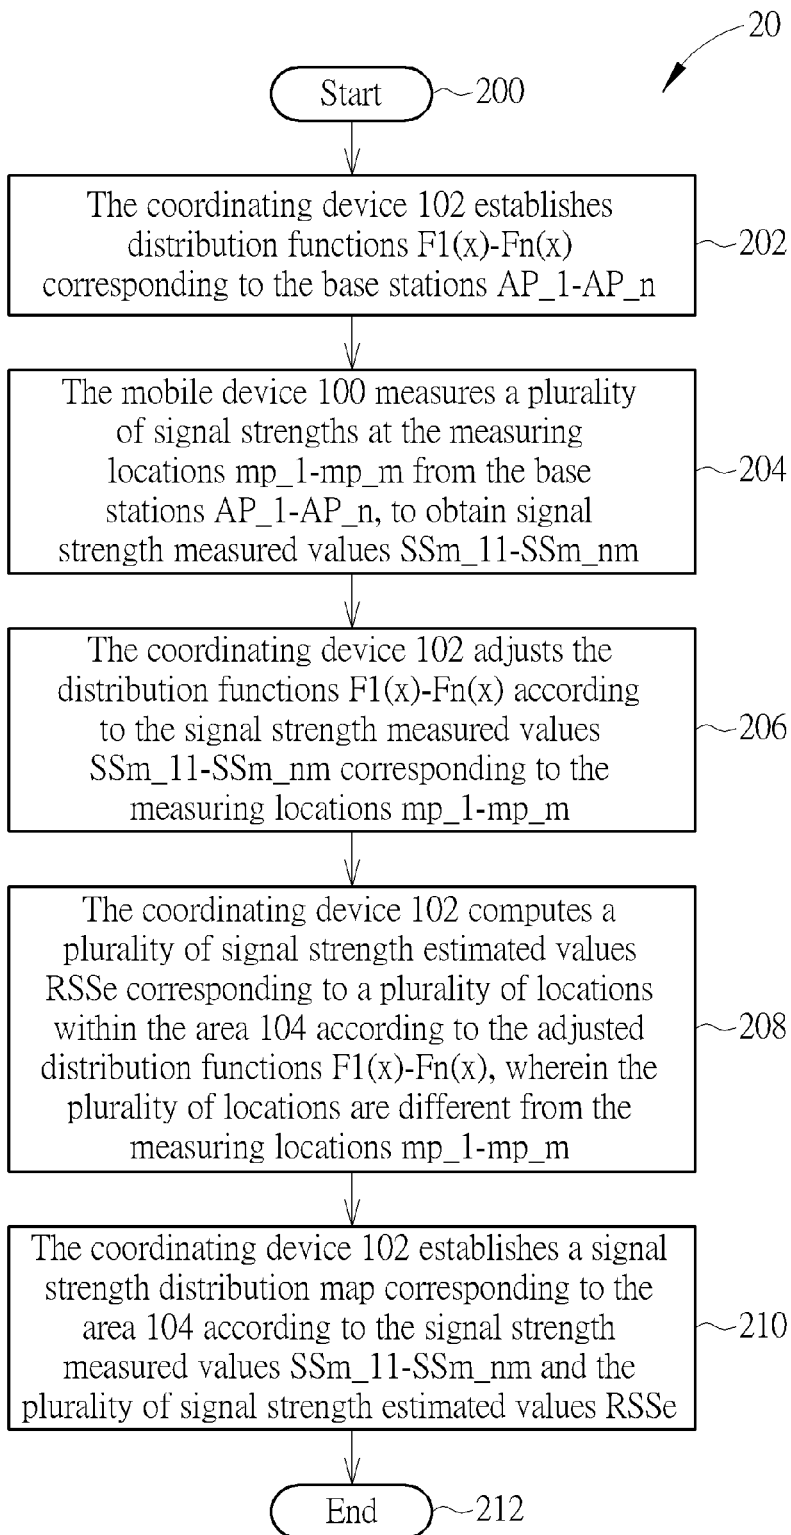 20
Start
200
The coordinating device 102 establishes
distribution functions F1(x)-Fn(x)
corresponding to the base stations AP_1-AP_n
202
The mobile device 100 measures a plurality
of signal strengths at the measuring
locations mp_1-mp_m from the base
stations AP_1-AP_n, to obtain signal
strength measured values SSm_11-SSm_nm
204
The coordinating device 102 adjusts the
distribution functions F1(x)-Fn(x) according
to the signal strength measured values
SSm_11-SSm_nm corresponding to the
measuring locations mp_1-mp_m
206
The coordinating device 102 computes a
plurality of signal strength estimated values
RSSe corresponding to a plurality of locations
within the area 104 according to the adjusted
distribution functions F1(x)-Fn(x), wherein the
plurality of locations are different from the
measuring locations mp_1-mp_m
208
The coordinating device 102 establishes a signal
strength distribution map corresponding to the
area 104 according to the signal strength
measured values SSm_11-SSm_nm and the
plurality of signal strength estimated values RSSe
210
End
212